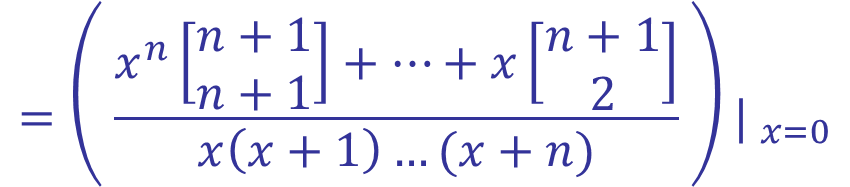 = ( x^n [n + 1 / n + 1] + ⋯ + x [n + 1 / 2] / x(x + 1) … (x + n) ) | x=0